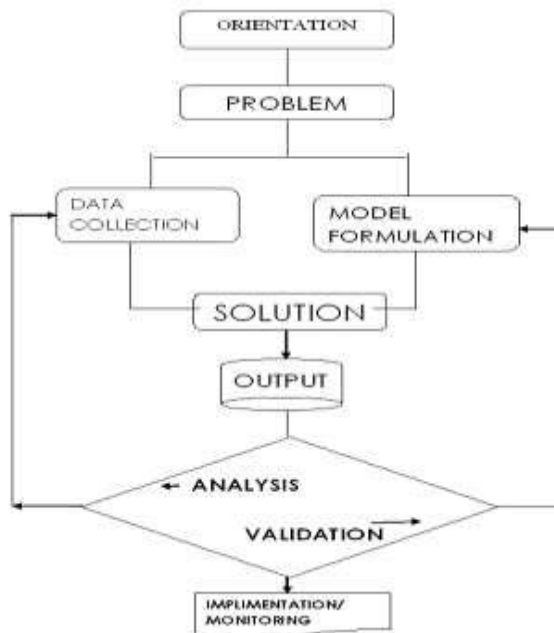 ORIENTATION
PROBLEM
DATA
COLLECTION
MODEL
FORMULATION
SOLUTION
OUTPUT
ANALYSIS
VALIDATION
IMPLIMENTATION/
MONITORING